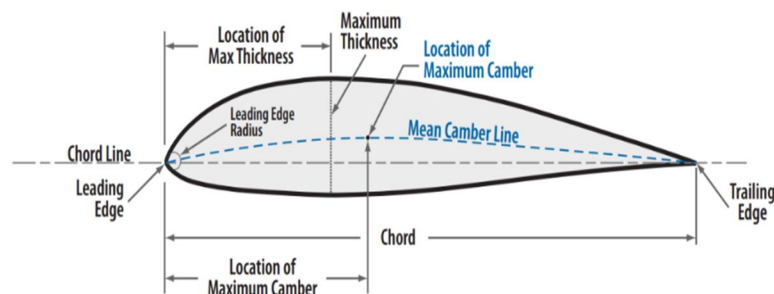 Location of
Max Thickness
Maximum
Thickness
Location of
Maximum Camber
Leading Edge
Radius
Mean Camber Line
Chord Line
Leading
Edge
Trailing
Edge
Chord
Location of
Maximum Camber